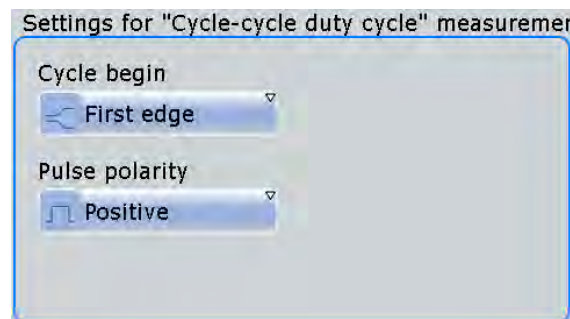 Settings for "Cycle-cycle duty cycle" measuremer
Cycle begin
First edge
Pulse polarity
Positive